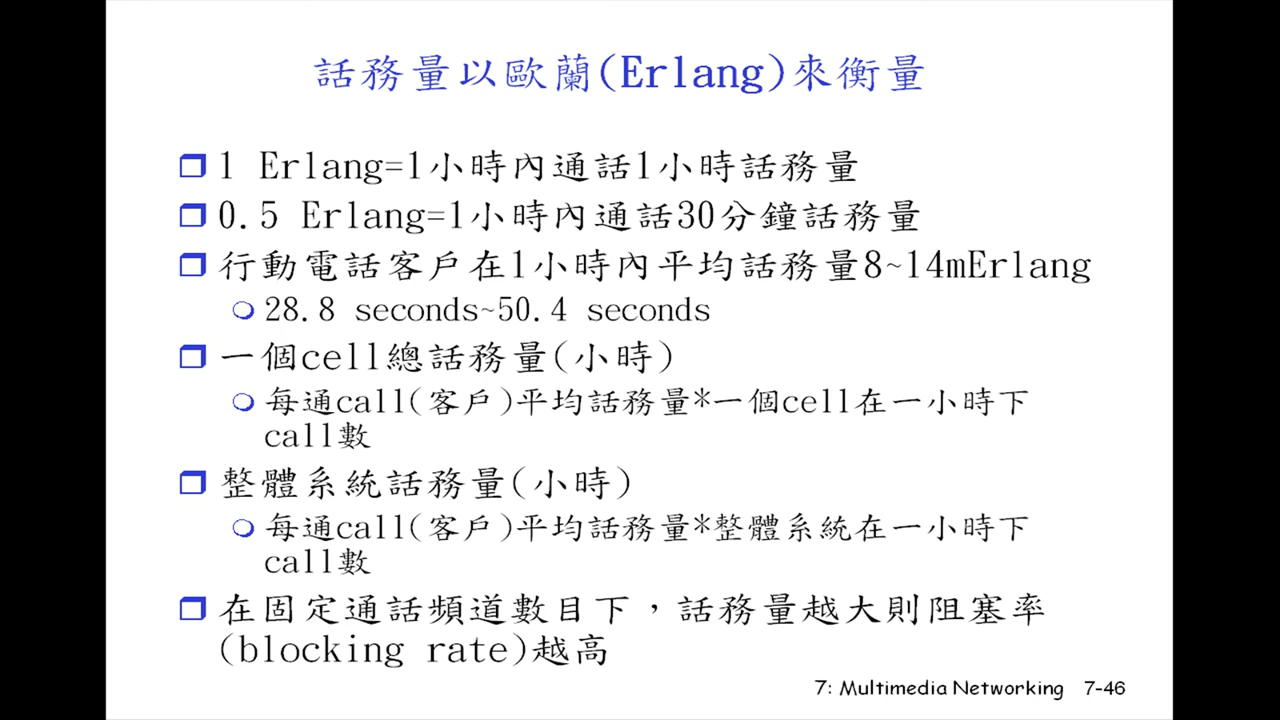 話務量以歐蘭(Erlang)來衡量
1 Erlang=1小時內通話1小時話務量
0.5 Erlang=1小時內通話30分鐘話務量
行動電話客戶在1小時內平均話務量8~14mErlang
28.8 seconds~50.4 seconds
一個cell總話務量(小時)
每通call(客戶)平均話務量*一個cell在一小時下
call數
整體系統話務量(小時)
每通call(客戶)平均話務量*整體系統在一小時下
call數
在固定通話頻道數目下，話務量越大則阻塞率
(blocking rate)越高
7: Multimedia Networking 7-46